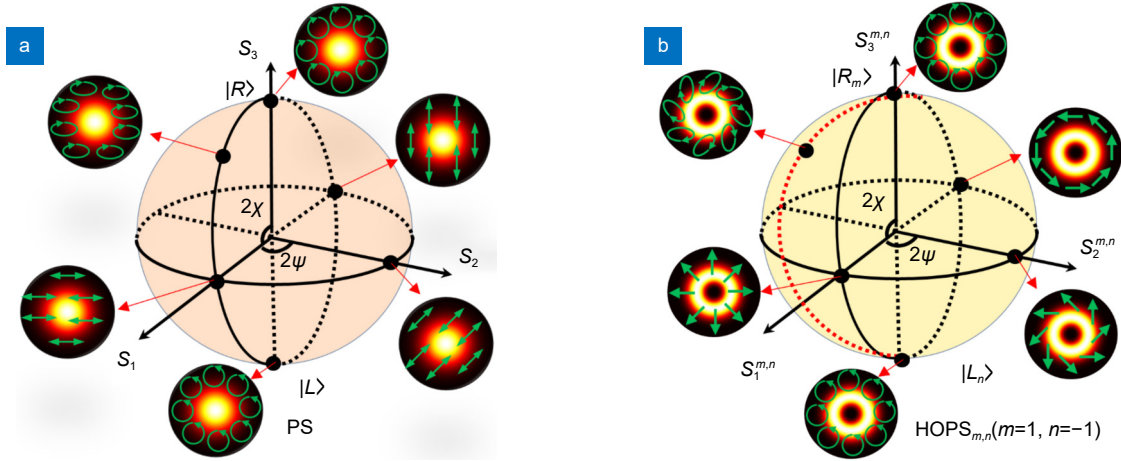 a
S₃
|R⟩
2χ
2ψ
S₂
S₁
|L⟩
PS
b
S₃ᵐ,ⁿ
|Rₘ⟩
2χ
2ψ
S₂ᵐ,ⁿ
S₁ᵐ,ⁿ
|Lₙ⟩
HOPSₘ,ₙ(m=1, n=−1)